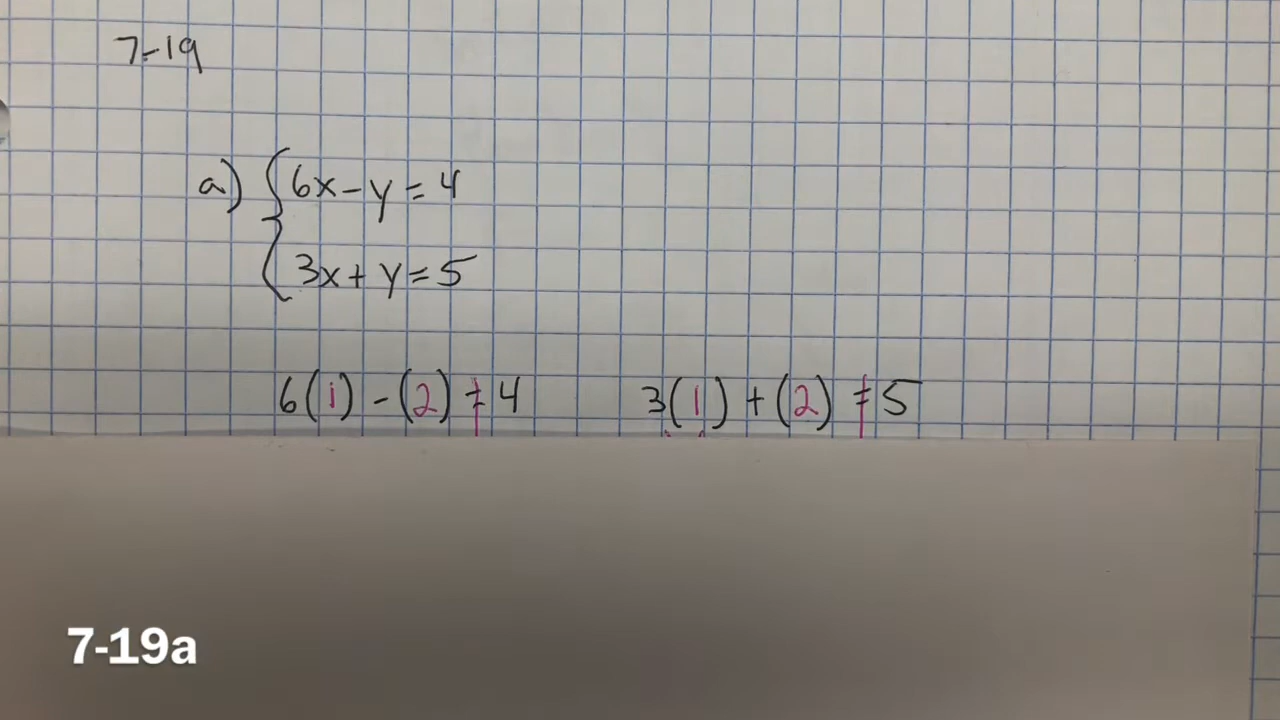 7-19
a) { 6x - y = 4
3x + y = 5
6(1) - (2) = 4 3(1) + (2) = 5
7-19a